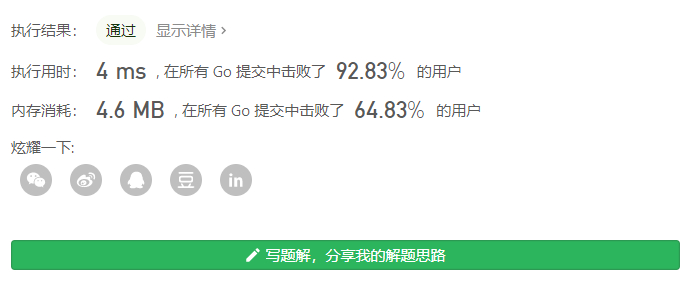 执行结果： 通过 显示详情 >
执行用时： 4 ms , 在所有 Go 提交中击败了 92.83% 的用户
内存消耗： 4.6 MB , 在所有 Go 提交中击败了 64.83% 的用户
炫耀一下:
豆 in
写题解，分享我的解题思路